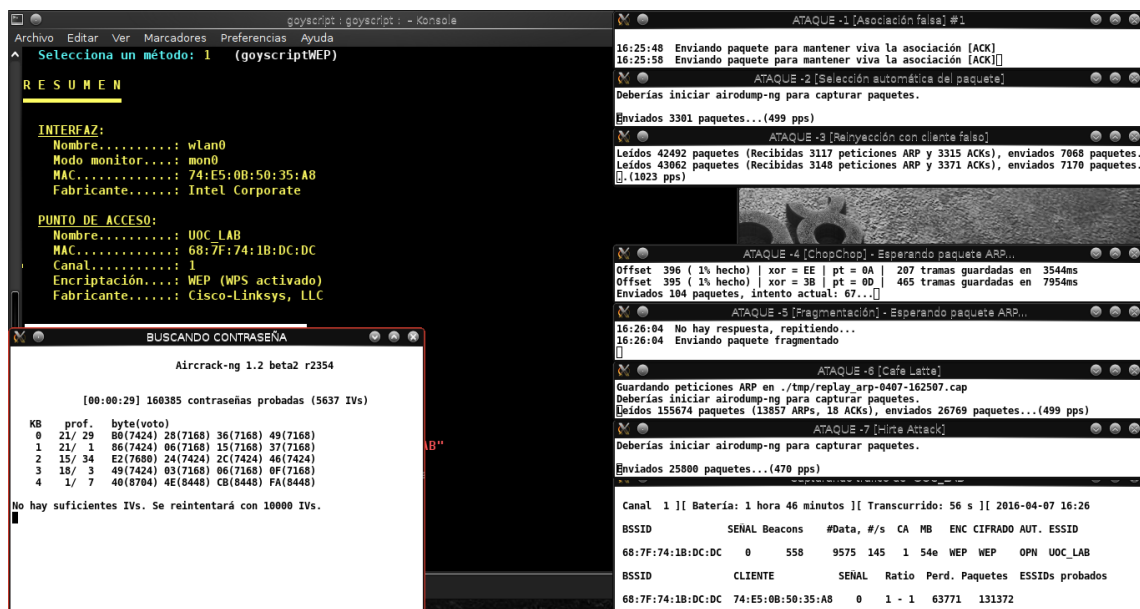 goyscript : goyscript : – Konsole
Archivo Editar Ver Marcadores Preferencias Ayuda
Selecciona un método: 1 (goyscriptWEP)
R E S U M E N
INTERFAZ:
Nombre..........: wlan0
Modo monitor....: mon0
MAC.............: 74:E5:0B:50:35:A8
Fabricante......: Intel Corporate
PUNTO DE ACCESO:
Nombre..........: UOC_LAB
MAC.............: 68:7F:74:1B:DC:DC
Canal...........: 1
Encriptación....: WEP (WPS activado)
Fabricante......: Cisco-Linksys, LLC
AB"
BUSCANDO CONTRASEÑA
Aircrack-ng 1.2 beta2 r2354
[00:00:29] 160385 contraseñas probadas (5637 IVs)
KB prof. byte(voto)
0 21/ 29 B0(7424) 28(7168) 36(7168) 49(7168)
1 21/ 1 86(7424) 06(7168) 15(7168) 37(7168)
2 15/ 34 E2(7680) 24(7424) 2C(7424) 46(7424)
3 18/ 3 49(7424) 03(7168) 06(7168) 0F(7168)
4 1/ 7 40(8704) 4E(8448) CB(8448) FA(8448)
No hay suficientes IVs. Se reintentará con 10000 IVs.
ATAQUE -1 [Asociación falsa] #1
16:25:48 Enviando paquete para mantener viva la asociación [ACK]
16:25:58 Enviando paquete para mantener viva la asociación [ACK]
ATAQUE -2 [Selección automática del paquete]
Deberías iniciar airodump-ng para capturar paquetes.
Enviados 3301 paquetes...(499 pps)
ATAQUE -3 [Reinyección con cliente falso]
Leídos 42492 paquetes (Recibidas 3117 peticiones ARP y 3315 ACKs), enviados 7068 paquetes.
Leídos 43062 paquetes (Recibidas 3148 peticiones ARP y 3371 ACKs), enviados 7170 paquetes.
..(1023 pps)
ATAQUE -4 [ChopChop] - Esperando paquete ARP...
Offset 396 ( 1% hecho) | xor = EE | pt = 0A | 207 tramas guardadas en 3544ms
Offset 395 ( 1% hecho) | xor = 3B | pt = 0D | 465 tramas guardadas en 7954ms
Enviados 104 paquetes, intento actual: 67...
ATAQUE -5 [Fragmentación] - Esperando paquete ARP...
16:26:04 No hay respuesta, repitiendo...
16:26:04 Enviando paquete fragmentado
ATAQUE -6 [Cafe Latte]
Guardando peticiones ARP en ./tmp/replay_arp-0407-162507.cap
Deberías iniciar airodump-ng para capturar paquetes.
Leídos 155674 paquetes (13857 ARPs, 18 ACKs), enviados 26769 paquetes...(499 pps)
ATAQUE -7 [Hirte Attack]
Deberías iniciar airodump-ng para capturar paquetes.
Enviados 25800 paquetes...(470 pps)
Canal 1 ][ Batería: 1 hora 46 minutos ][ Transcurrido: 56 s ][ 2016-04-07 16:26
BSSID SEÑAL Beacons #Data, #/s CA MB ENC CIFRADO AUT. ESSID
68:7F:74:1B:DC:DC 0 558 9575 145 1 54e WEP WEP OPN UOC_LAB
BSSID CLIENTE SEÑAL Ratio Perd. Paquetes ESSIDs probados
68:7F:74:1B:DC:DC 74:E5:0B:50:35:A8 0 1 - 1 63771 131372